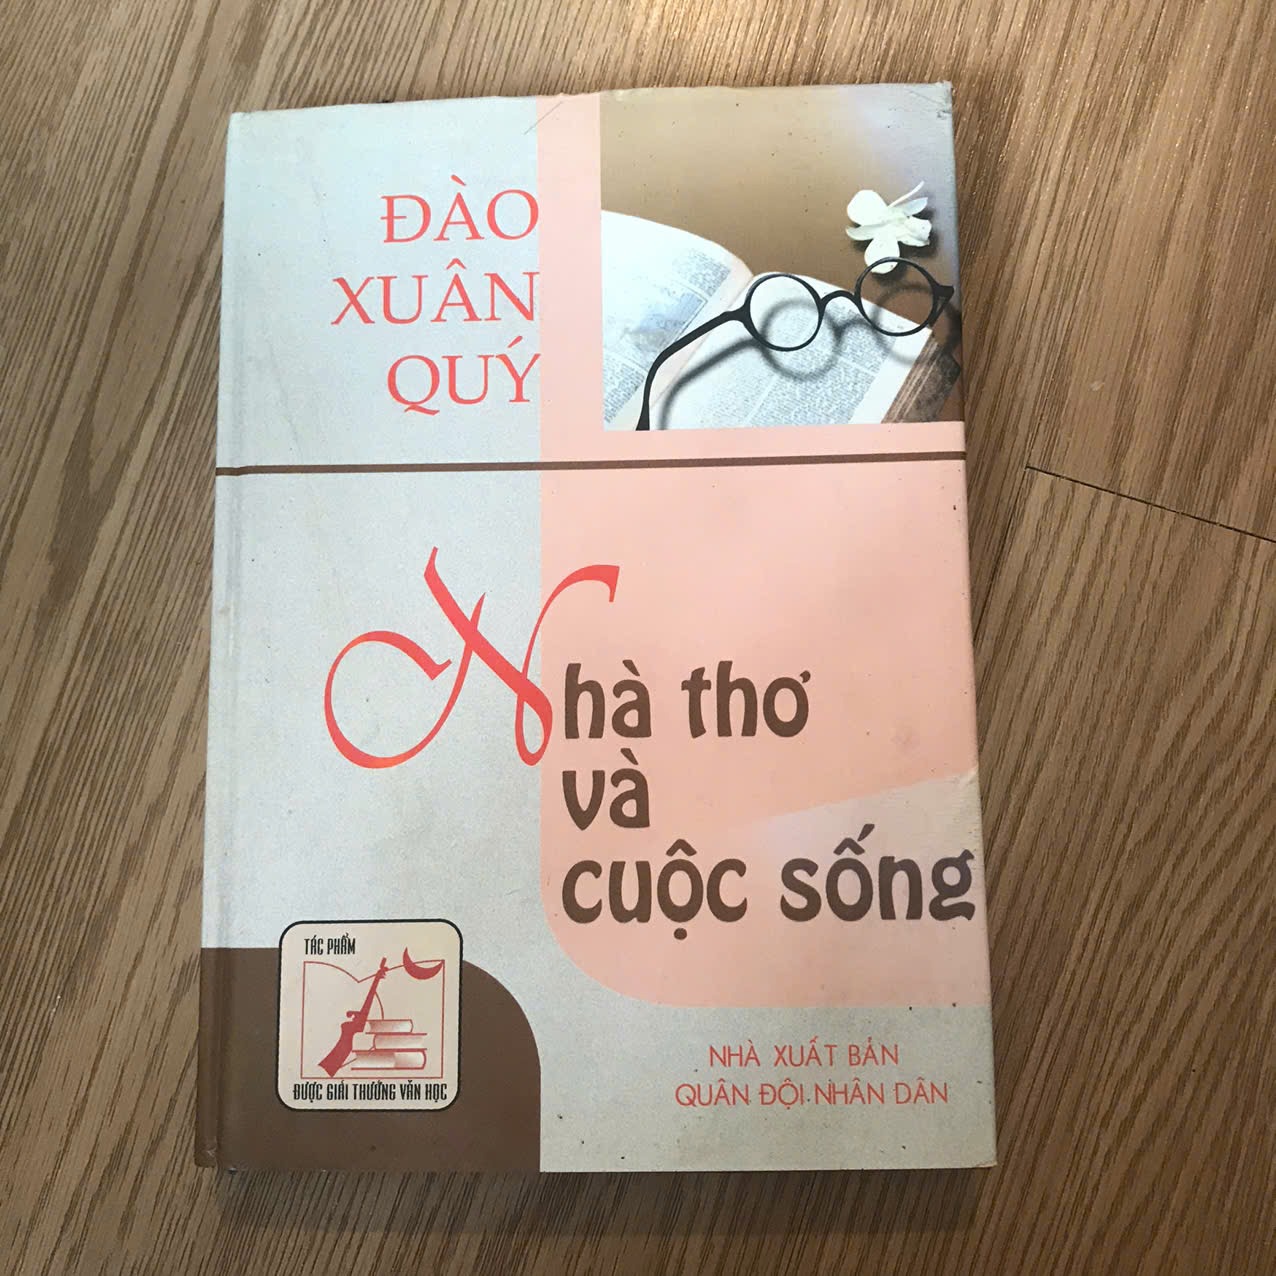 ĐÀO
XUÂN
QUÝ
Nhà thơ
và
cuộc sống
TÁC PHẨM
ĐƯỢC GIẢI THƯỞNG VĂN HỌC
NHÀ XUẤT BẢN
QUÂN ĐỘI NHÂN DÂN